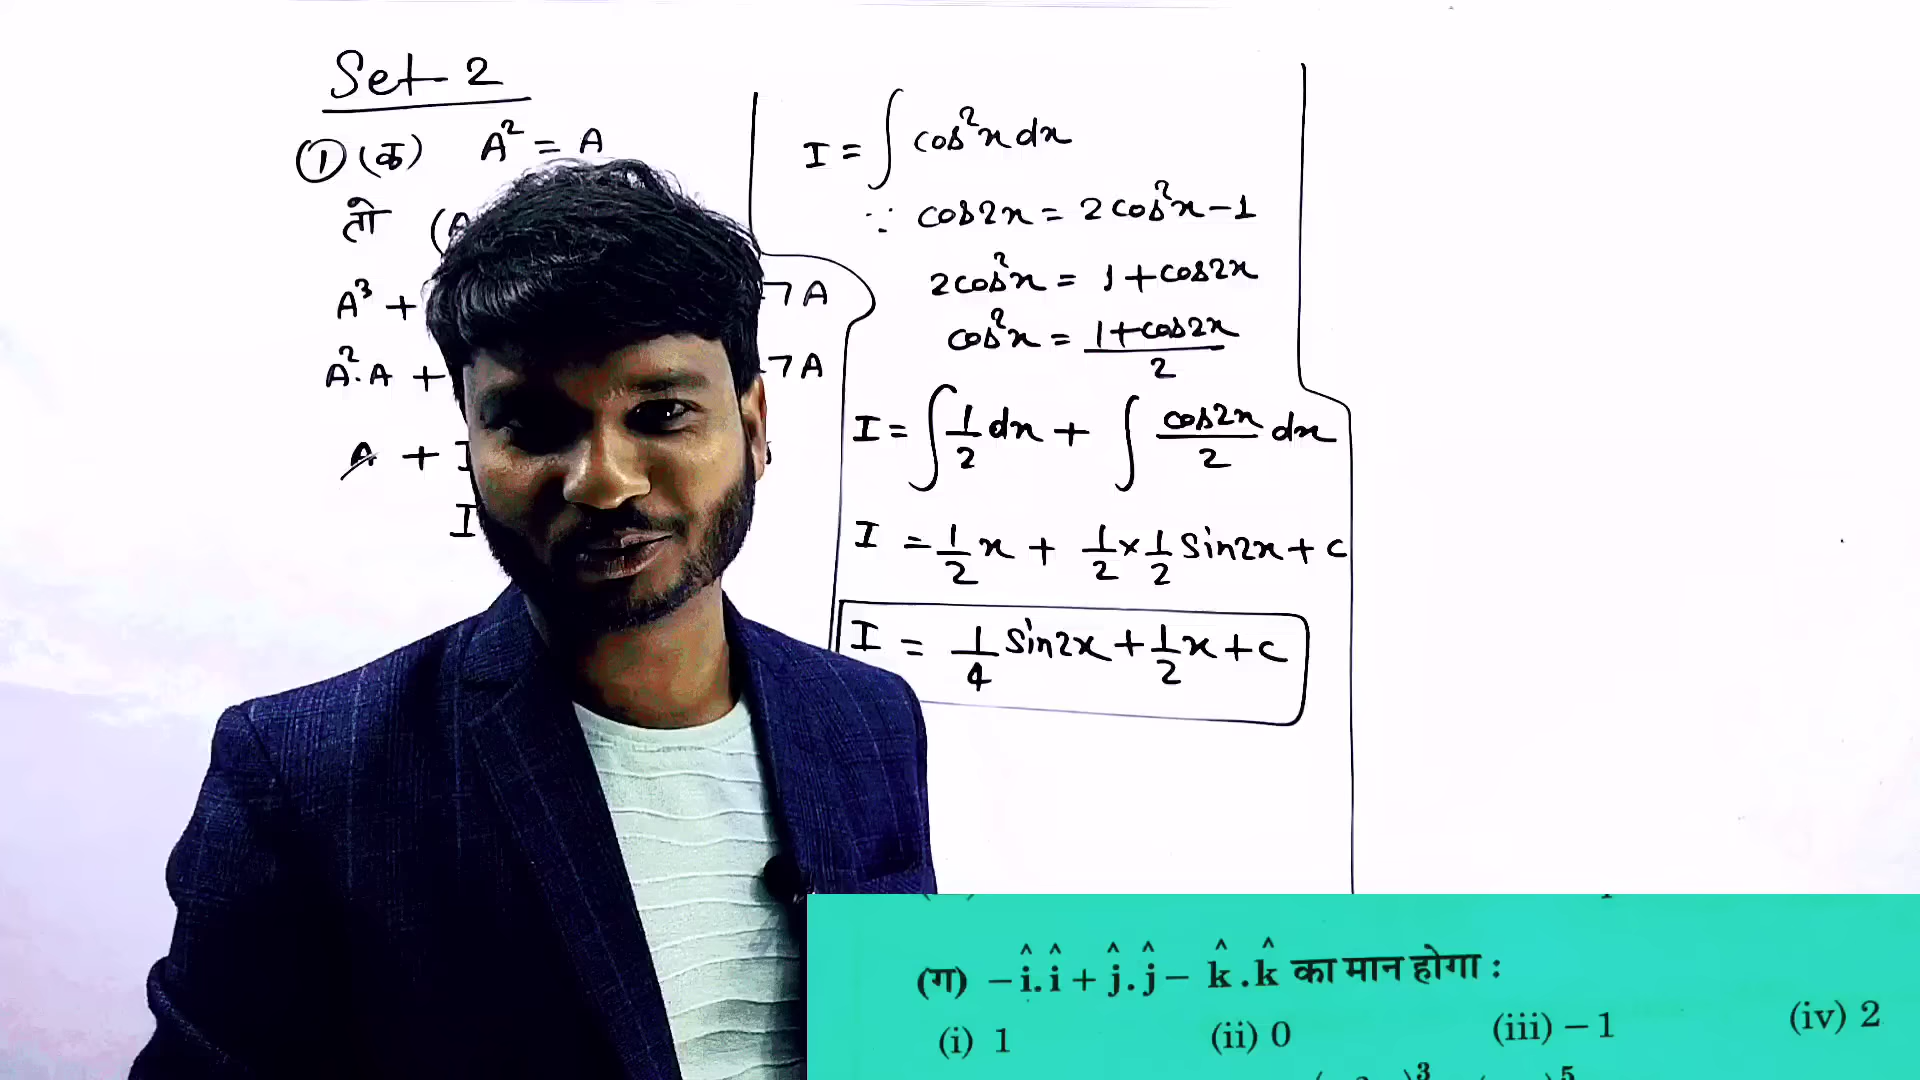 Set-2
① (क) A² = A
तो (A
A³ + -7A
A².A + -7A
A + I
I
I = ∫ cos²x dx
∵ cos2x = 2cos²x - 1
2cos²x = 1 + cos2x
cos²x = (1+cos2x)/2
I = ∫ 1/2 dx + ∫ cos2x/2 dx
I = 1/2 x + 1/2 × 1/2 Sin2x + c
I = 1/4 Sin2x + 1/2 x + c
(ग) – î.î + ĵ.ĵ – k̂.k̂ का मान होगा :
(i) 1 (ii) 0 (iii) – 1 (iv) 2